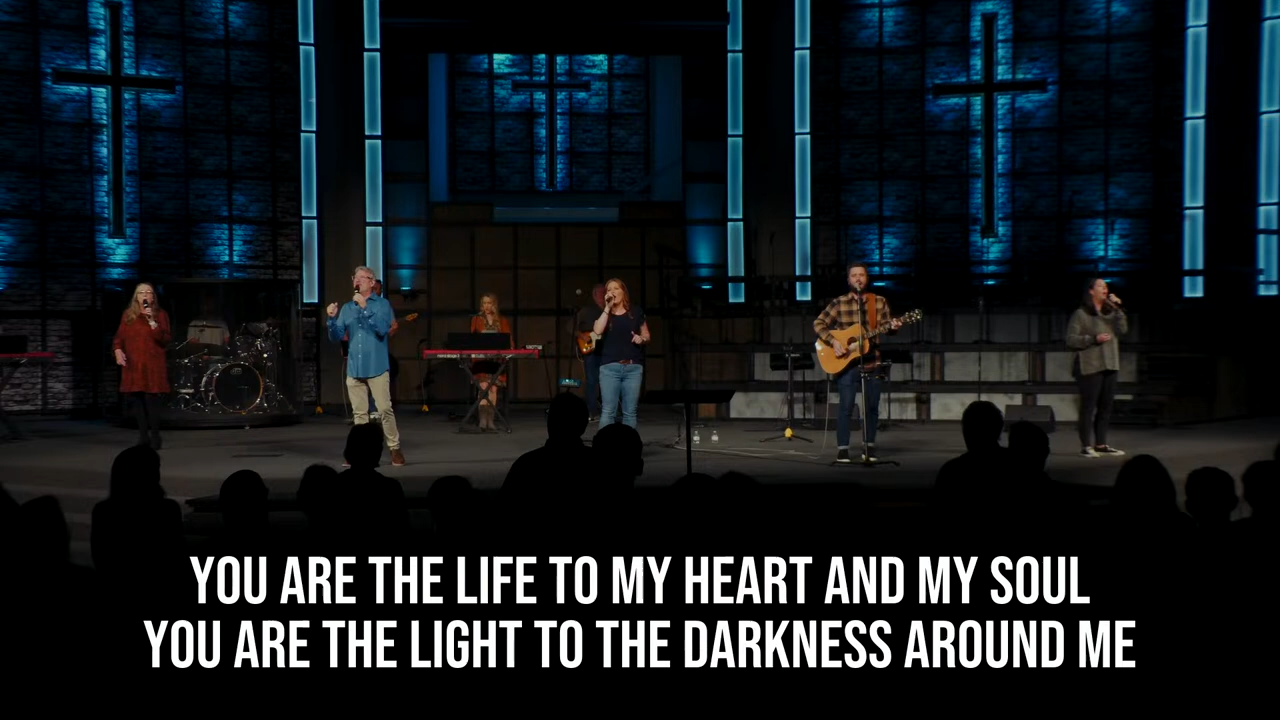 YOU ARE THE LIFE TO MY HEART AND MY SOUL
YOU ARE THE LIGHT TO THE DARKNESS AROUND ME